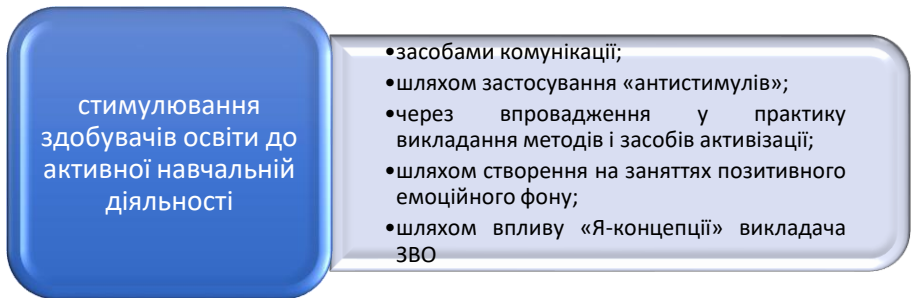 стимулювання
здобувачів освіти до
активної навчальній
діяльності
•засобами комунікації;
•шляхом застосування «антистимулів»;
•через впровадження у практику
викладання методів і засобів активізації;
•шляхом створення на заняттях позитивного
емоційного фону;
•шляхом впливу «Я-концепції» викладача
ЗВО